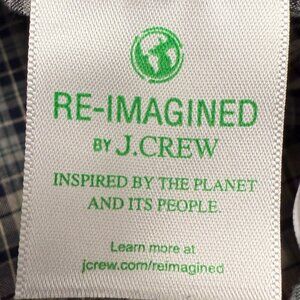 RE-IMAGINED
BY J.CREW
INSPIRED BY THE PLANET
AND ITS PEOPLE.
Learn more at
jcrew.com/reimagined